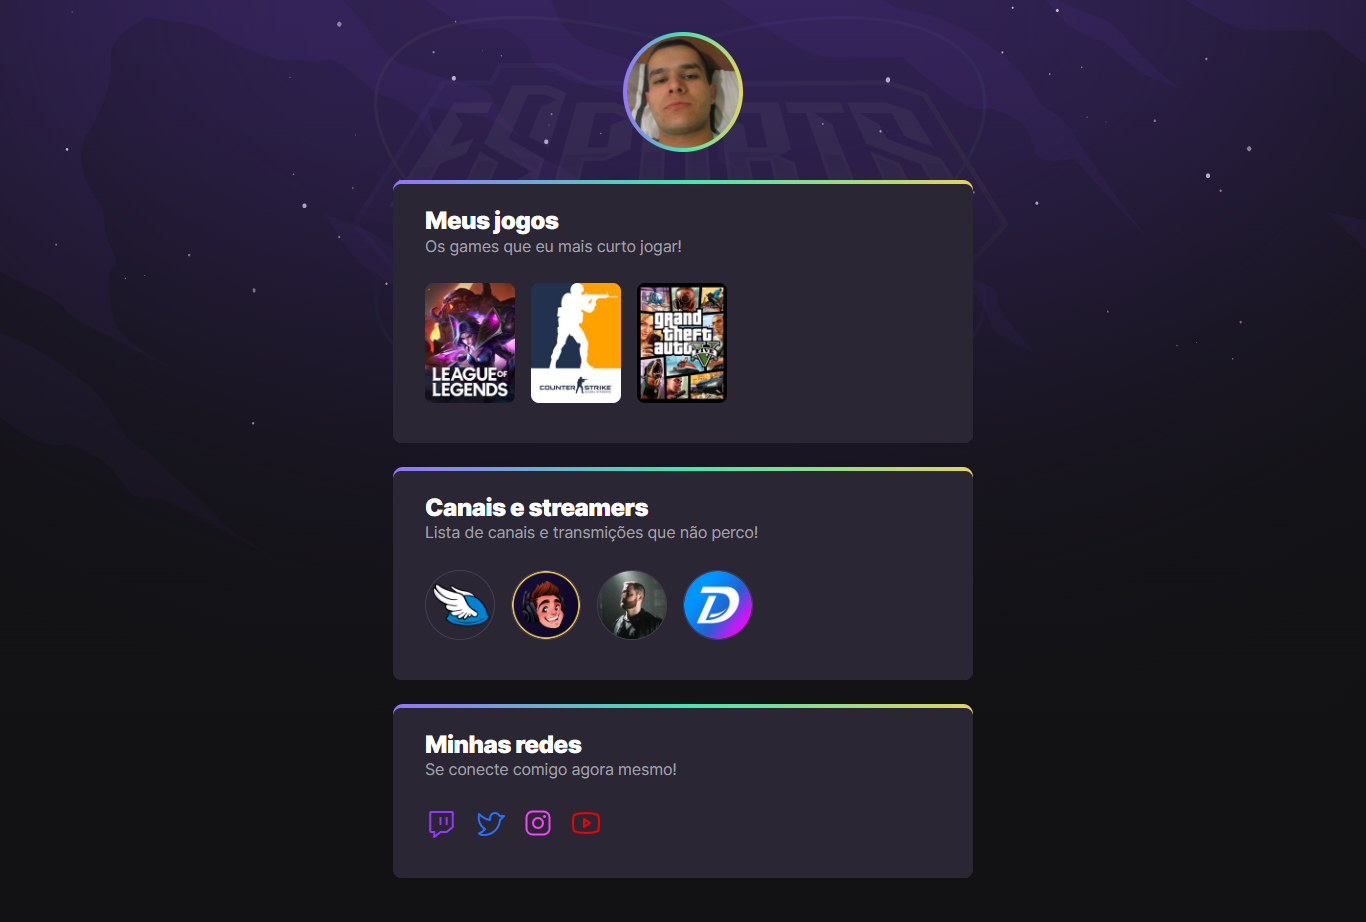 ESPORTS
Meus jogos
Os games que eu mais curto jogar!
LEAGUE OF
LEGENDS
COUNTER STRIKE
grand
theft
auto V
FIVE
Canais e streamers
Lista de canais e transmições que não perco!
D
Minhas redes
Se conecte comigo agora mesmo!